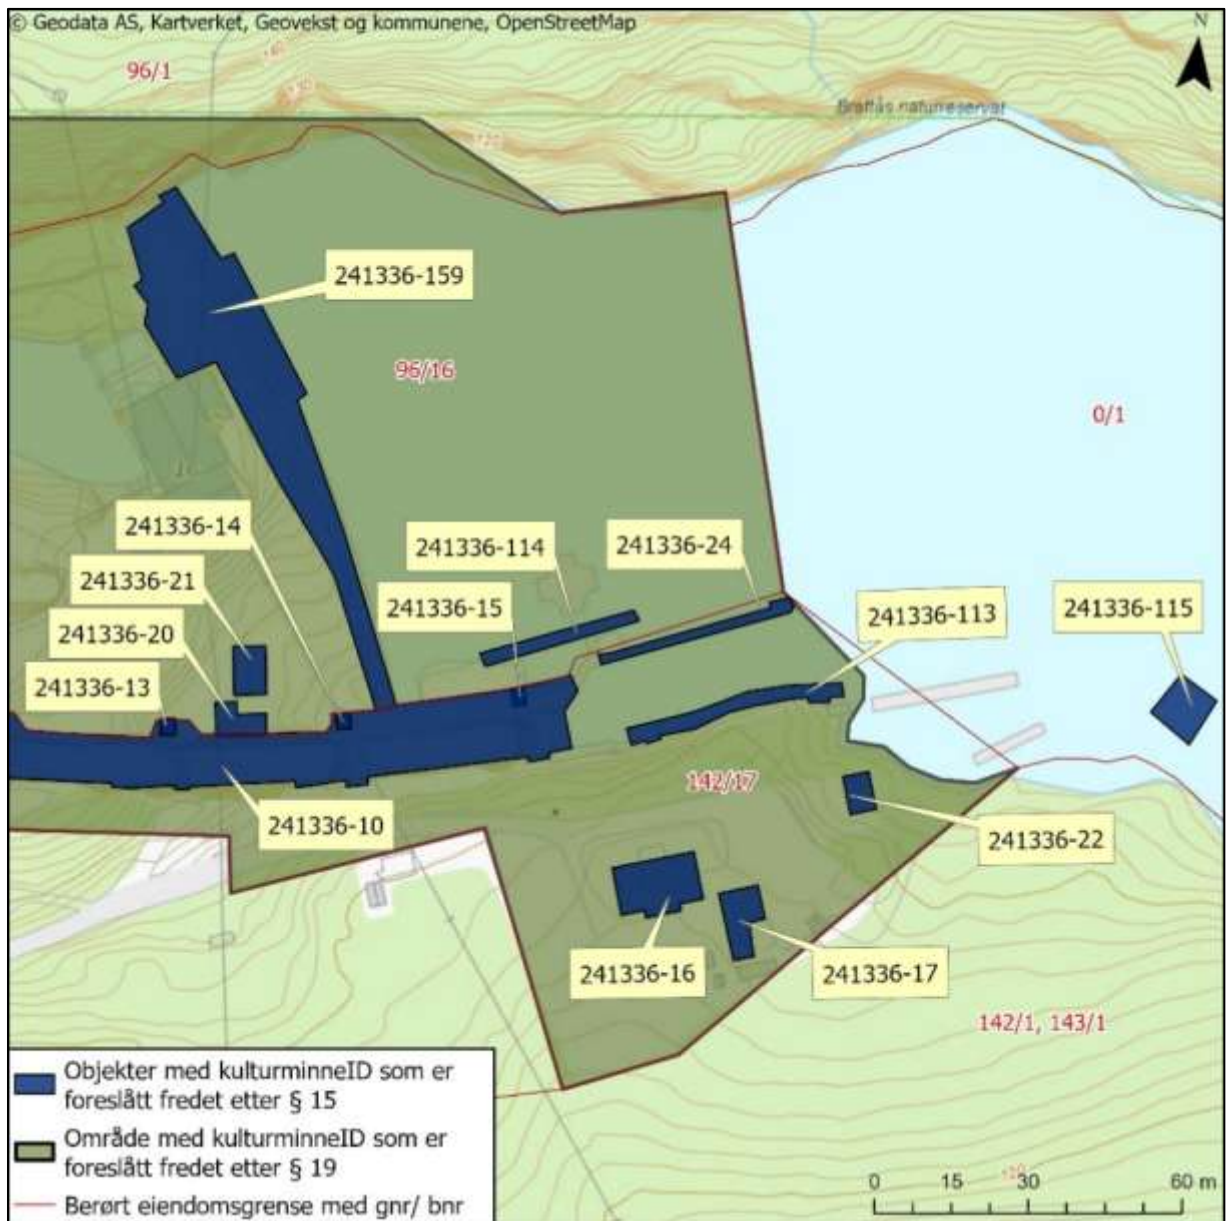 © Geodata AS, Kartverket, Geovekst og kommunene, OpenStreetMap
N
96/1
Brattås naturreservat
241336-159
96/16
0/1
241336-14
241336-114
241336-24
241336-21
241336-15
241336-113
241336-115
241336-20
241336-13
142/17
241336-10
241336-22
241336-16
241336-17
142/1, 143/1
Objekter med kulturminneID som er
foreslått fredet etter § 15
Område med kulturminneID som er
foreslått fredet etter § 19
Berørt eiendomsgrense med gnr/ bnr
0 15 30 60 m